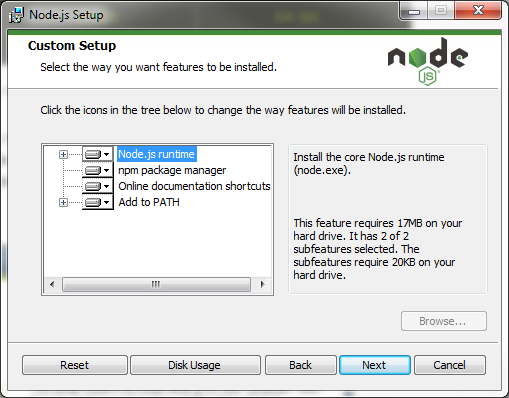 Node.js Setup
Custom Setup
Select the way you want features to be installed.
node
JS
Click the icons in the tree below to change the way features will be installed.
Node.js runtime
npm package manager
Online documentation shortcuts
Add to PATH
Install the core Node.js runtime
(node.exe).
This feature requires 17MB on your
hard drive. It has 2 of 2
subfeatures selected. The
subfeatures require 20KB on your
hard drive.
Browse...
Reset
Disk Usage
Back
Next
Cancel